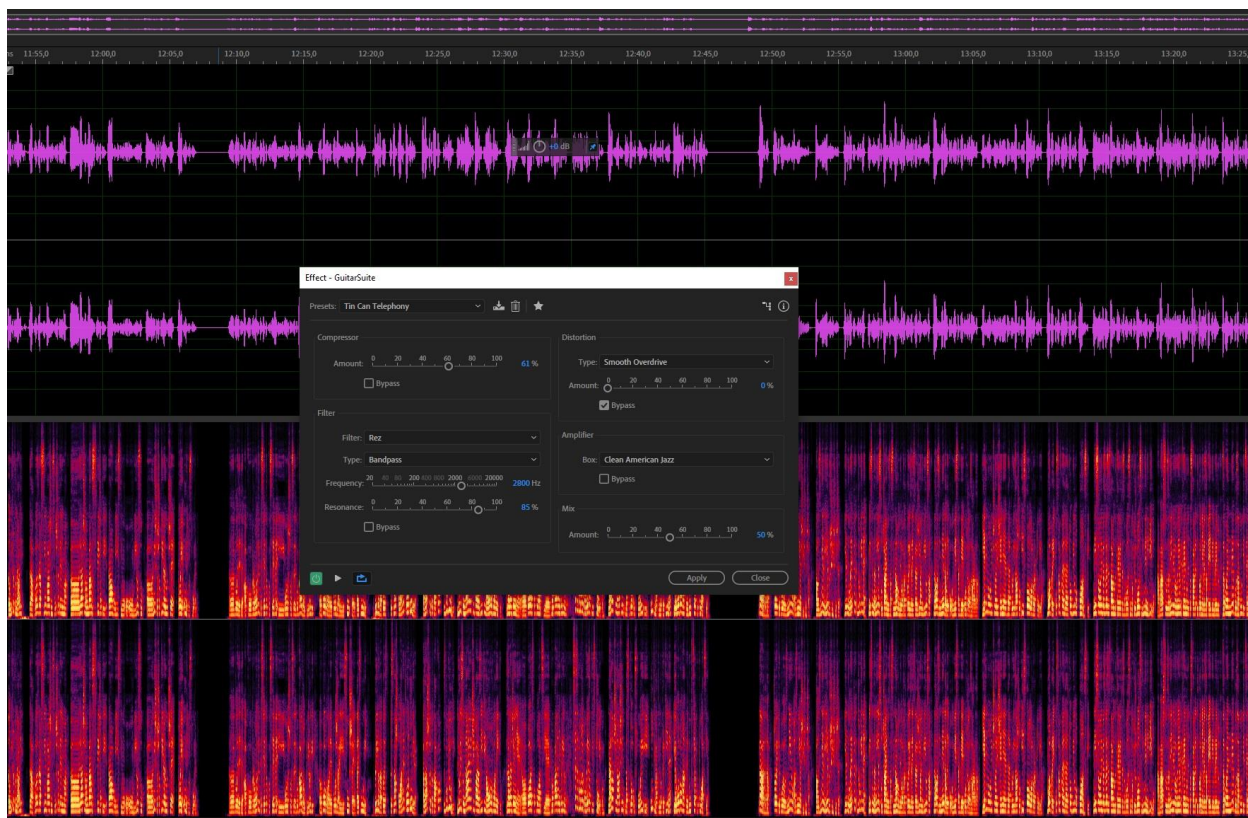 ms 11:55,0 12:00,0 12:05,0 12:10,0 12:15,0 12:20,0 12:25,0 12:30,0 12:35,0 12:40,0 12:45,0 12:50,0 12:55,0 13:00,0 13:05,0 13:10,0 13:15,0 13:20,0 13:25,
+0 dB
Effect - GuitarSuite
x
Presets: Tin Can Telephony
Compressor
Amount: 0 20 40 60 80 100 61 %
Bypass
Filter
Filter: Rez
Type: Bandpass
Frequency: 20 40 80 200 400 800 2000 6000 20000 2800 Hz
Resonance: 0 20 40 60 80 100 85 %
Bypass
Distortion
Type: Smooth Overdrive
Amount: 0 20 40 60 80 100 0 %
Bypass
Amplifier
Box: Clean American Jazz
Bypass
Mix
Amount: 0 20 40 60 80 100 50 %
Apply Close